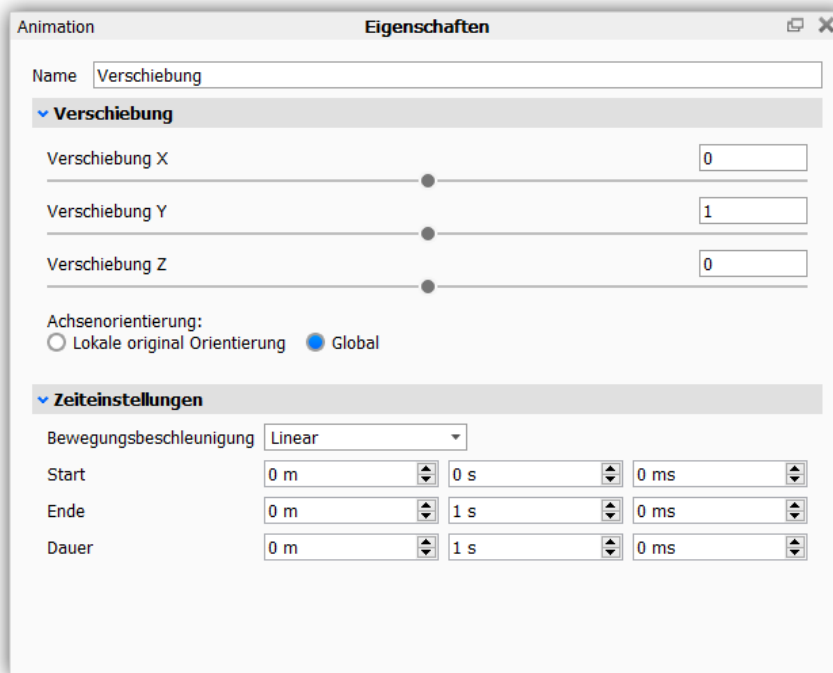 Animation Eigenschaften
Name Verschiebung
Verschiebung
Verschiebung X 0
Verschiebung Y 1
Verschiebung Z 0
Achsenorientierung:
Lokale original Orientierung Global
Zeiteinstellungen
Bewegungsbeschleunigung Linear
Start 0 m 0 s 0 ms
Ende 0 m 1 s 0 ms
Dauer 0 m 1 s 0 ms